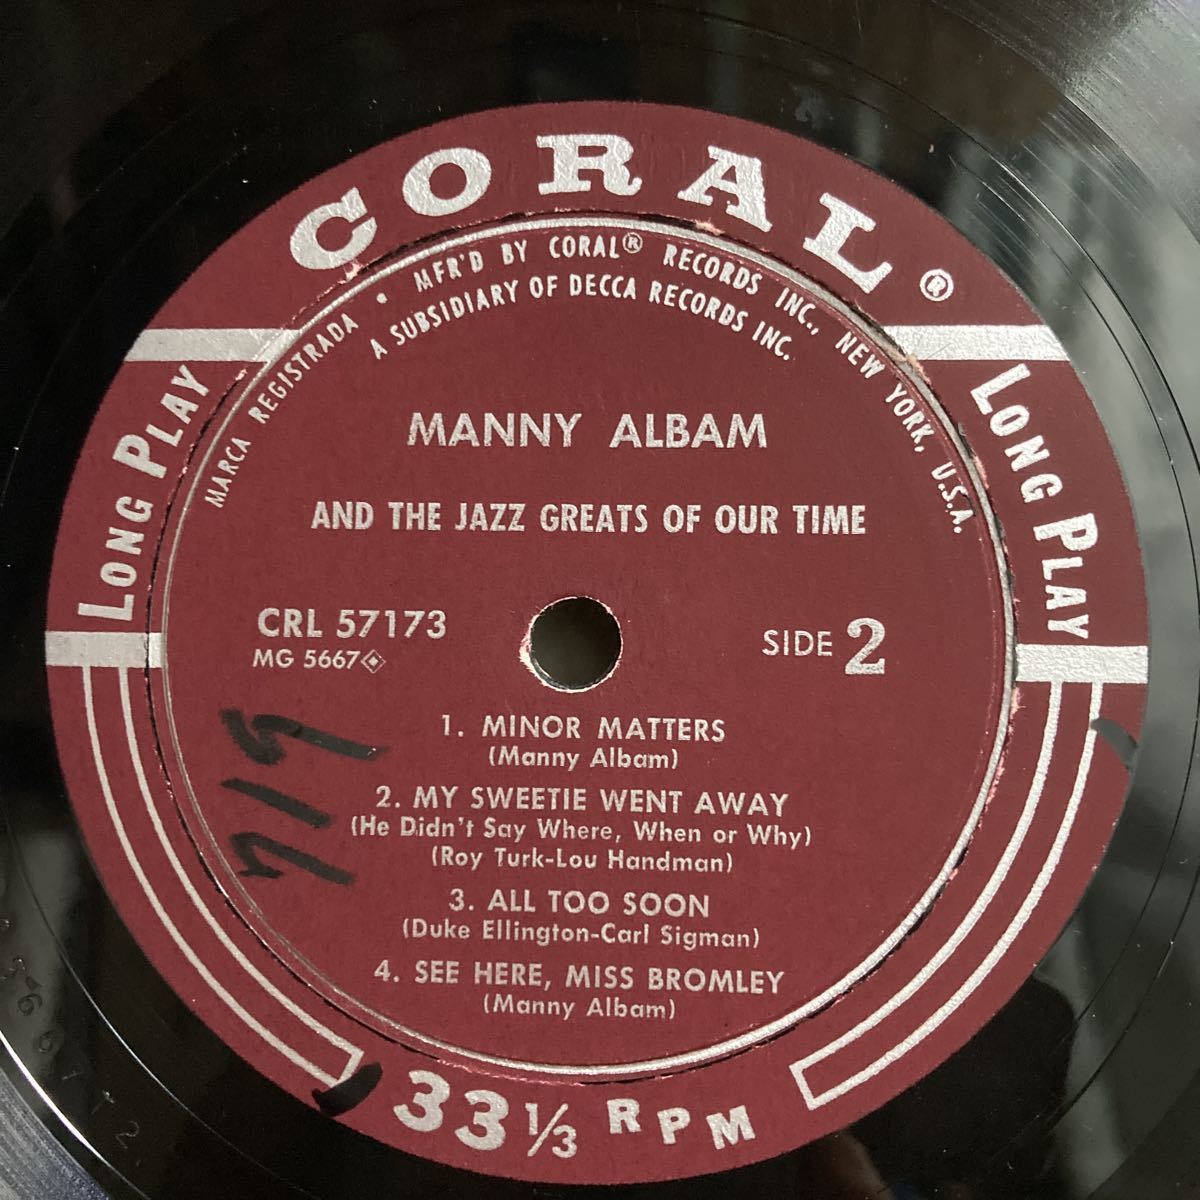 CORAL®
MARCA REGISTRADA • MFR'D BY CORAL® RECORDS INC., NEW YORK, U.S.A.
A SUBSIDIARY OF DECCA RECORDS INC.
LONG PLAY
LONG PLAY
MANNY ALBAM
AND THE JAZZ GREATS OF OUR TIME
CRL 57173
MG 5667
SIDE 2
1. MINOR MATTERS
(Manny Albam)
2. MY SWEETIE WENT AWAY
(He Didn't Say Where, When or Why)
(Roy Turk-Lou Handman)
3. ALL TOO SOON
(Duke Ellington-Carl Sigman)
4. SEE HERE, MISS BROMLEY
(Manny Albam)
33 1/3 RPM